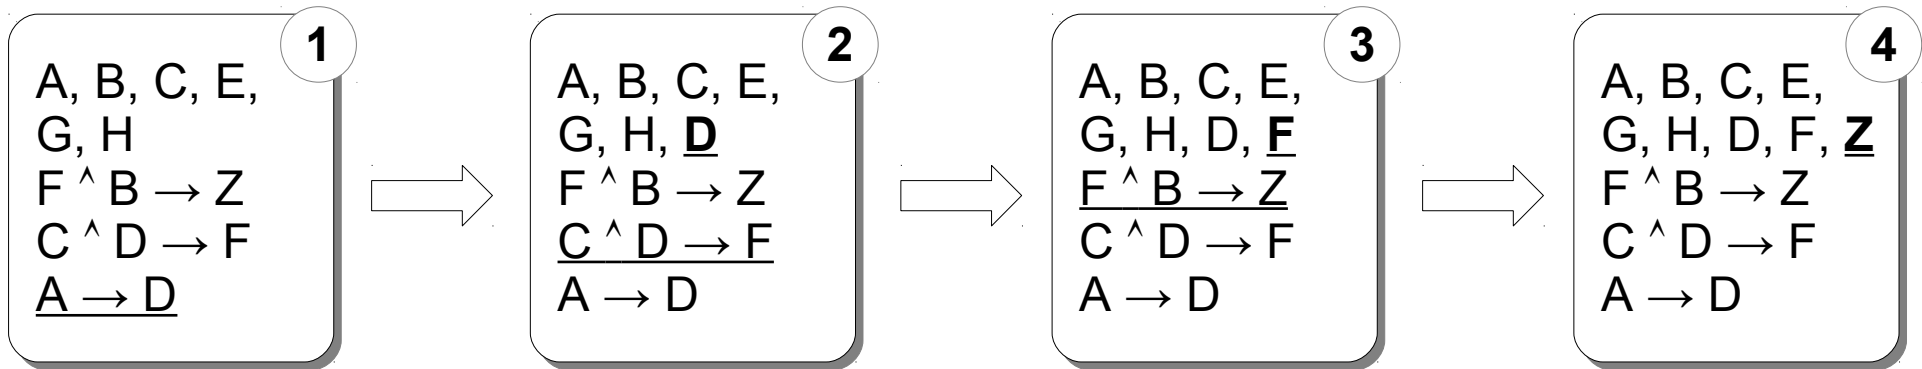 1
A, B, C, E,
G, H
F ^ B → Z
C ^ D → F
A → D
2
A, B, C, E,
G, H, D
F ^ B → Z
C ^ D → F
A → D
3
A, B, C, E,
G, H, D, F
F ^ B → Z
C ^ D → F
A → D
4
A, B, C, E,
G, H, D, F, Z
F ^ B → Z
C ^ D → F
A → D